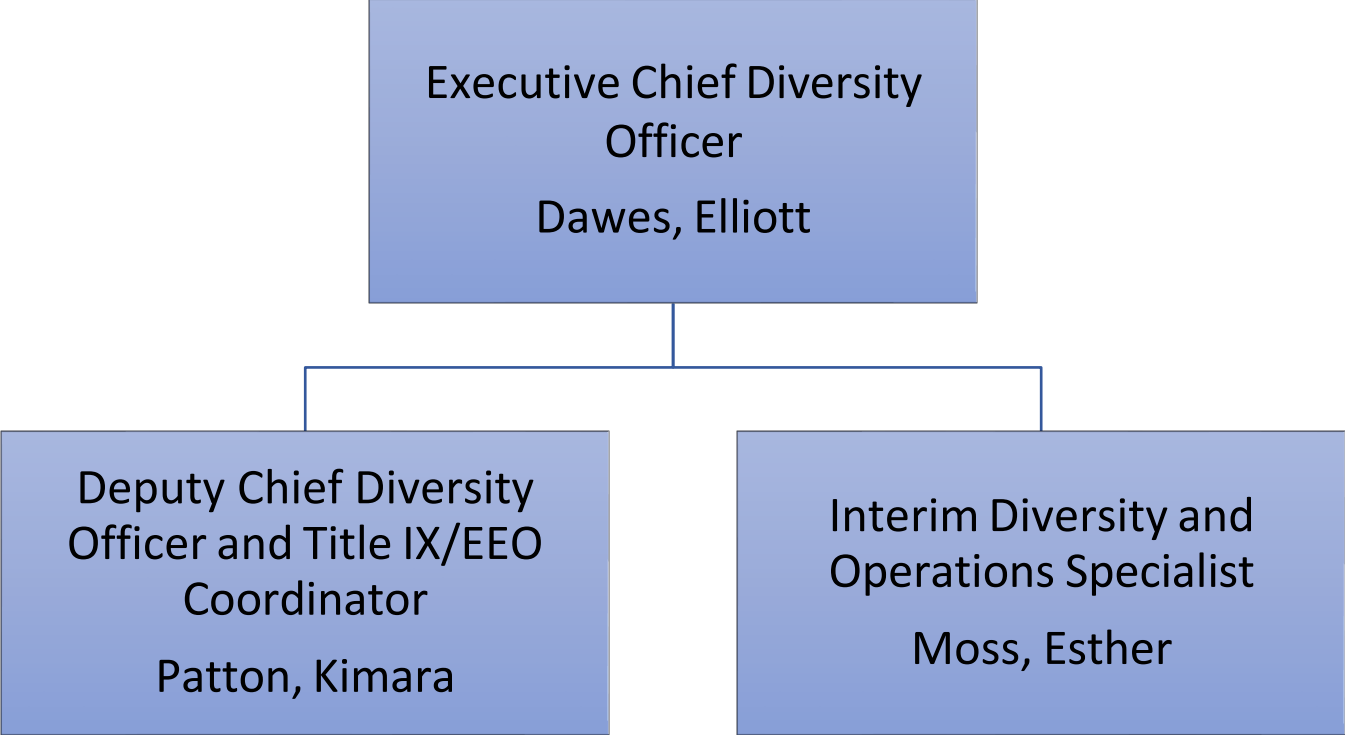 Executive Chief Diversity
Officer
Dawes, Elliott
Deputy Chief Diversity
Officer and Title IX/EEO
Coordinator
Patton, Kimara
Interim Diversity and
Operations Specialist
Moss, Esther